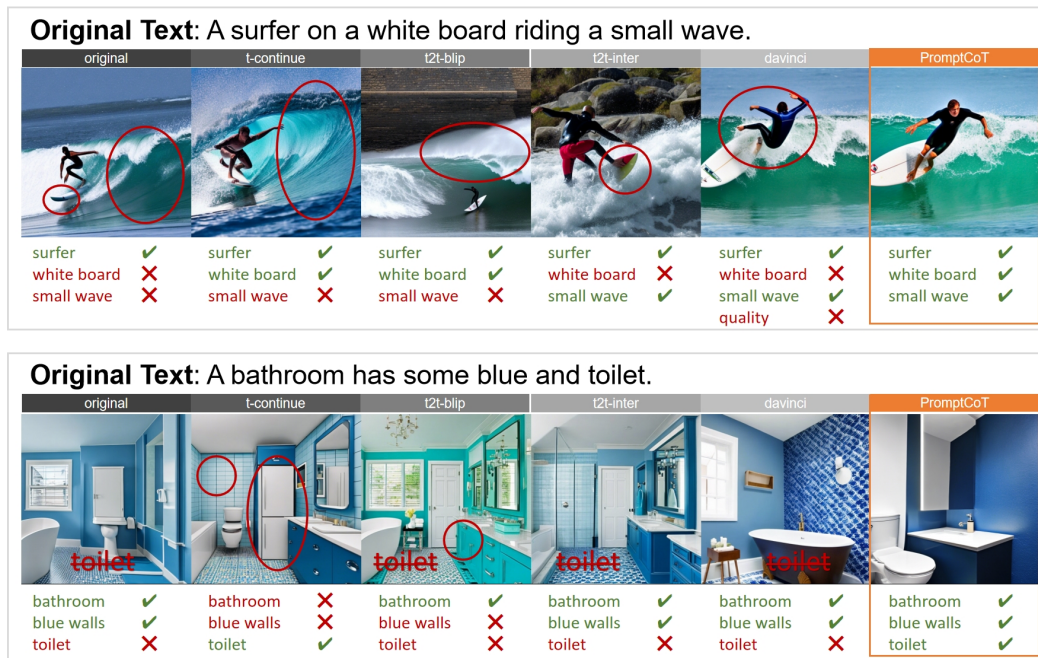 Original Text: A surfer on a white board riding a small wave.
original t-continue t2t-blip t2t-inter davinci PromptCoT
surfer ✔ surfer ✔ surfer ✔ surfer ✔ surfer ✔ surfer ✔
white board ✕ white board ✔ white board ✔ white board ✕ white board ✕ white board ✔
small wave ✕ small wave ✕ small wave ✕ small wave ✔ small wave ✔ small wave ✔
quality ✕
Original Text: A bathroom has some blue and toilet.
original t-continue t2t-blip t2t-inter davinci PromptCoT
toilet toilet toilet toilet
bathroom ✔ bathroom ✕ bathroom ✔ bathroom ✔ bathroom ✔ bathroom ✔
blue walls ✔ blue walls ✕ blue walls ✕ blue walls ✔ blue walls ✔ blue walls ✔
toilet ✕ toilet ✔ toilet ✕ toilet ✕ toilet ✕ toilet ✔